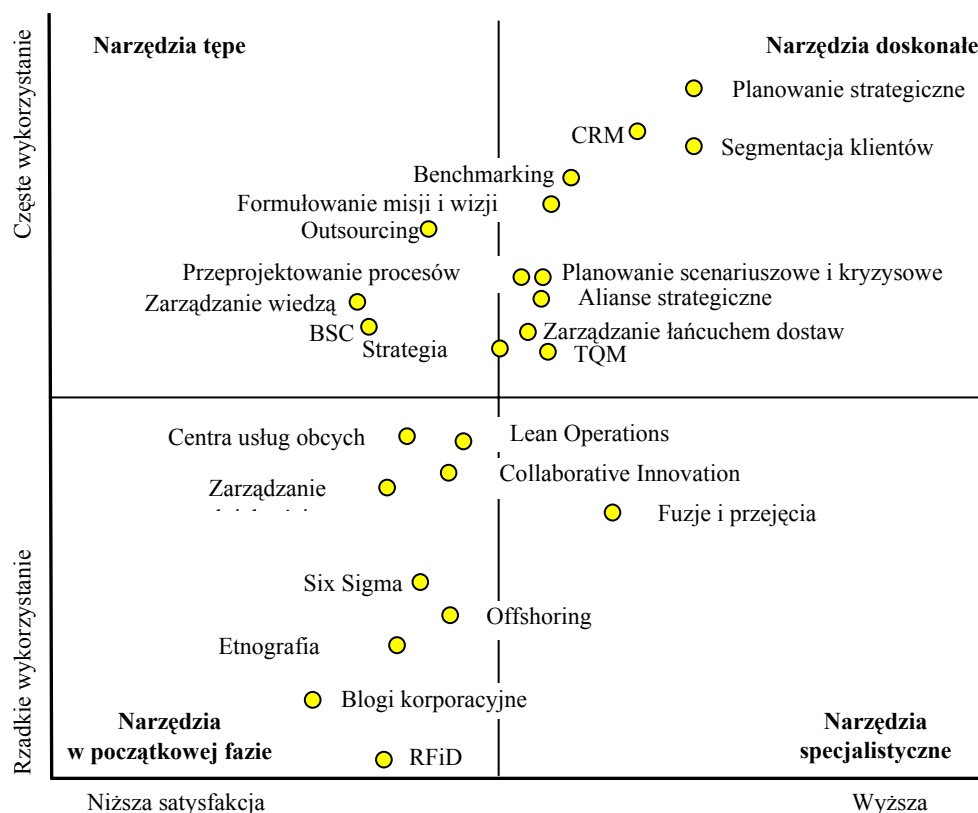 Częste wykorzystanie
Rzadkie wykorzystanie
Narzędzia tępe
Narzędzia doskonałe
Planowanie strategiczne
CRM
Segmentacja klientów
Benchmarking
Formułowanie misji i wizji
Outsourcing
Przeprojektowanie procesów
Planowanie scenariuszowe i kryzysowe
Zarządzanie wiedzą
Alianse strategiczne
BSC
Zarządzanie łańcuchem dostaw
Strategia
TQM
Centra usług obcych
Lean Operations
Collaborative Innovation
Zarządzanie
Fuzje i przejęcia
Six Sigma
Offshoring
Etnografia
Blogi korporacyjne
Narzędzia
w początkowej fazie
Narzędzia
specjalistyczne
RFiD
Niższa satysfakcja
Wyższa